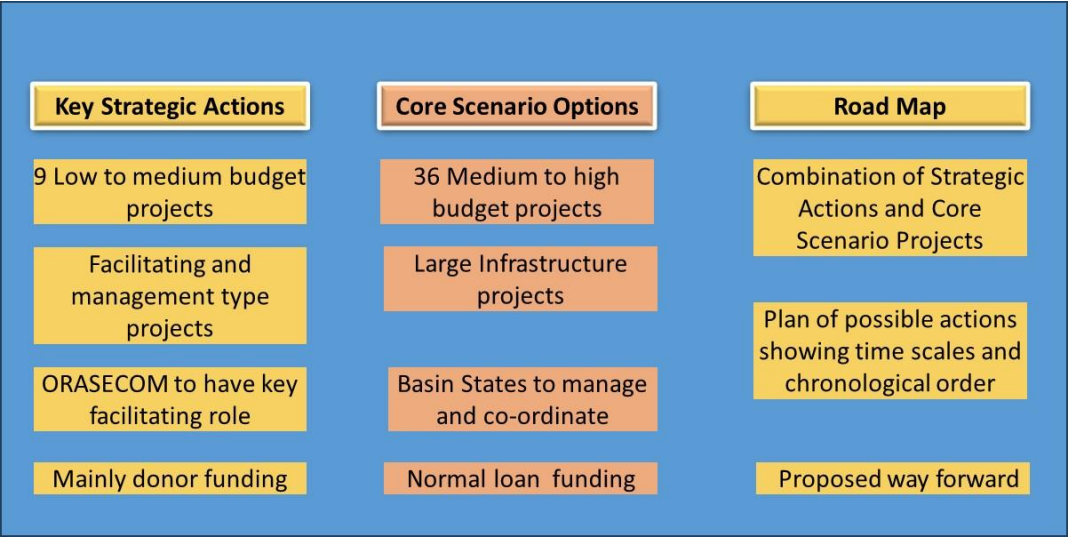 Key Strategic Actions
9 Low to medium budget
projects
Facilitating and
management type
projects
ORASECOM to have key
facilitating role
Mainly donor funding
Core Scenario Options
36 Medium to high
budget projects
Large Infrastructure
projects
Basin States to manage
and co-ordinate
Normal loan funding
Road Map
Combination of Strategic
Actions and Core
Scenario Projects
Plan of possible actions
showing time scales and
chronological order
Proposed way forward